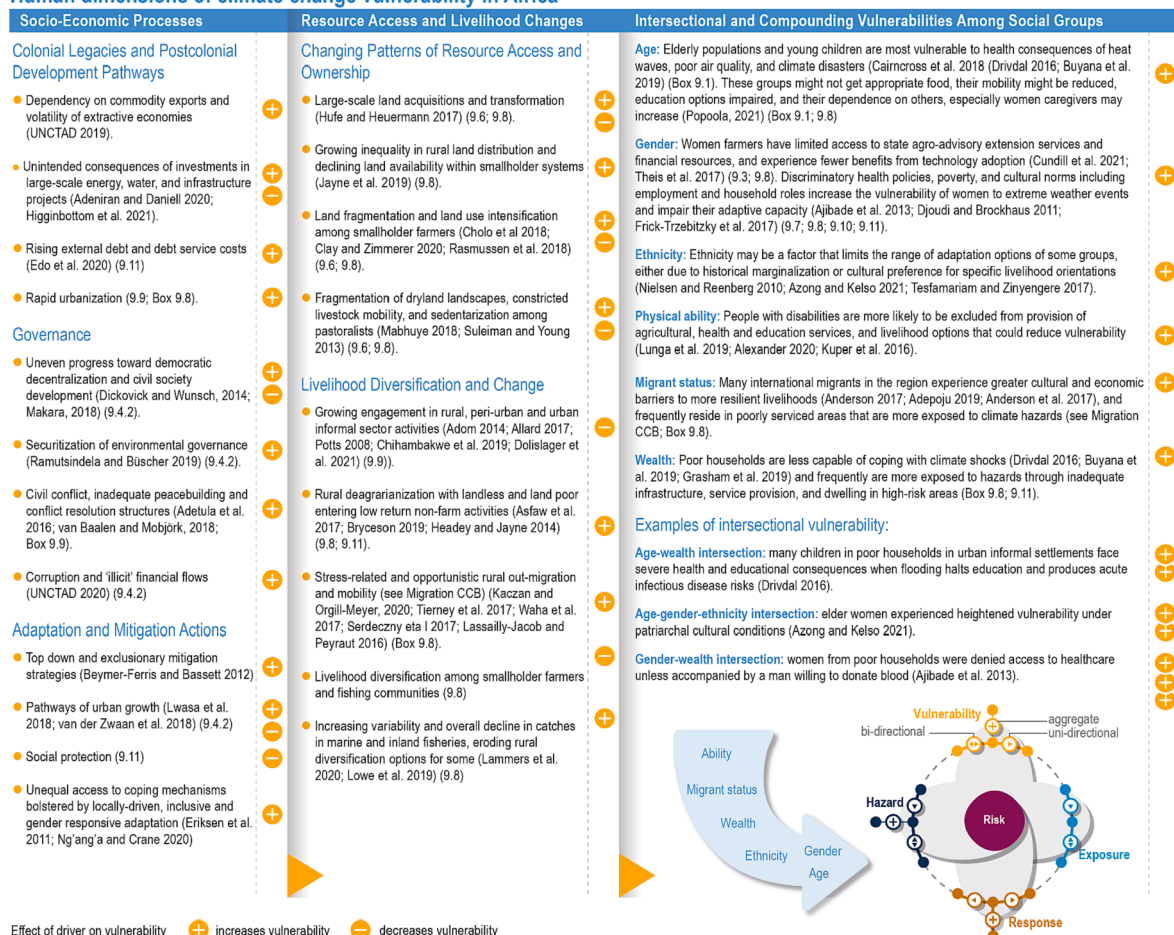 Human dimensions of climate change vulnerability in Africa
Socio-Economic Processes
Colonial Legacies and Postcolonial
Development Pathways
Dependency on commodity exports and
volatility of extractive economies
(UNCTAD 2019).
Unintended consequences of investments in
large-scale energy, water, and infrastructure
projects (Adeniran and Daniell 2020;
Higginbottom et al. 2021).
Rising external debt and debt service costs
(Edo et al. 2020) (9.11)
Rapid urbanization (9.9; Box 9.8).
Governance
Uneven progress toward democratic
decentralization and civil society
development (Dickovick and Wunsch, 2014;
Makara, 2018) (9.4.2).
Securitization of environmental governance
(Ramutsindela and Büscher 2019) (9.4.2).
Civil conflict, inadequate peacebuilding and
conflict resolution structures (Adetula et al.
2016; van Baalen and Mobjörk, 2018;
Box 9.9).
Corruption and 'illicit' financial flows
(UNCTAD 2020) (9.4.2)
Adaptation and Mitigation Actions
Top down and exclusionary mitigation
strategies (Beymer-Ferris and Bassett 2012)
Pathways of urban growth (Lwasa et al.
2018; van der Zwaan et al. 2018) (9.4.2)
Social protection (9.11)
Unequal access to coping mechanisms
bolstered by locally-driven, inclusive and
gender responsive adaptation (Eriksen et al.
2011; Ng'ang'a and Crane 2020)
Resource Access and Livelihood Changes
Changing Patterns of Resource Access and
Ownership
Large-scale land acquisitions and transformation
(Hufe and Heuermann 2017) (9.6; 9.8).
Growing inequality in rural land distribution and
declining land availability within smallholder systems
(Jayne et al. 2019) (9.8).
Land fragmentation and land use intensification
among smallholder farmers (Cholo et al 2018;
Clay and Zimmerer 2020; Rasmussen et al. 2018)
(9.6; 9.8).
Fragmentation of dryland landscapes, constricted
livestock mobility, and sedentarization among
pastoralists (Mabhuye 2018; Suleiman and Young
2013) (9.6; 9.8).
Livelihood Diversification and Change
Growing engagement in rural, peri-urban and urban
informal sector activities (Adom 2014; Allard 2017;
Potts 2008; Chihambakwe et al. 2019; Dolislager et
al. 2021) (9.9)).
Rural deagrarianization with landless and land poor
entering low return non-farm activities (Asfaw et al.
2017; Bryceson 2019; Headey and Jayne 2014)
(9.8; 9.11).
Stress-related and opportunistic rural out-migration
and mobility (see Migration CCB) (Kaczan and
Orgill-Meyer, 2020; Tierney et al. 2017; Waha et al.
2017; Serdeczny eta l 2017; Lassailly-Jacob and
Peyraut 2016) (Box 9.8).
Livelihood diversification among smallholder farmers
and fishing communities (9.8)
Increasing variability and overall decline in catches
in marine and inland fisheries, eroding rural
diversification options for some (Lammers et al.
2020; Lowe et al. 2019) (9.8)
Intersectional and Compounding Vulnerabilities Among Social Groups
Age: Elderly populations and young children are most vulnerable to health consequences of heat
waves, poor air quality, and climate disasters (Cairncross et al. 2018 (Drivdal 2016; Buyana et al.
2019) (Box 9.1). These groups might not get appropriate food, their mobility might be reduced,
education options impaired, and their dependence on others, especially women caregivers may
increase (Popoola, 2021) (Box 9.1; 9.8)
Gender: Women farmers have limited access to state agro-advisory extension services and
financial resources, and experience fewer benefits from technology adoption (Cundill et al. 2021;
Theis et al. 2017) (9.3; 9.8). Discriminatory health policies, poverty, and cultural norms including
employment and household roles increase the vulnerability of women to extreme weather events
and impair their adaptive capacity (Ajibade et al. 2013; Djoudi and Brockhaus 2011;
Frick-Trzebitzky et al. 2017) (9.7; 9.8; 9.10; 9.11).
Ethnicity: Ethnicity may be a factor that limits the range of adaptation options of some groups,
either due to historical marginalization or cultural preference for specific livelihood orientations
(Nielsen and Reenberg 2010; Azong and Kelso 2021; Tesfamariam and Zinyengere 2017).
Physical ability: People with disabilities are more likely to be excluded from provision of
agricultural, health and education services, and livelihood options that could reduce vulnerability
(Lunga et al. 2019; Alexander 2020; Kuper et al. 2016).
Migrant status: Many international migrants in the region experience greater cultural and economic
barriers to more resilient livelihoods (Anderson 2017; Adepoju 2019; Anderson et al. 2017), and
frequently reside in poorly serviced areas that are more exposed to climate hazards (see Migration
CCB; Box 9.8).
Wealth: Poor households are less capable of coping with climate shocks (Drivdal 2016; Buyana et
al. 2019; Grasham et al. 2019) and frequently are more exposed to hazards through inadequate
infrastructure, service provision, and dwelling in high-risk areas (Box 9.8; 9.11).
Examples of intersectional vulnerability:
Age-wealth intersection: many children in poor households in urban informal settlements face
severe health and educational consequences when flooding halts education and produces acute
infectious disease risks (Drivdal 2016).
Age-gender-ethnicity intersection: elder women experienced heightened vulnerability under
patriarchal cultural conditions (Azong and Kelso 2021).
Gender-wealth intersection: women from poor households were denied access to healthcare
unless accompanied by a man willing to donate blood (Ajibade et al. 2013).
Ability
Migrant status
Wealth
Ethnicity
Gender
Age
Vulnerability
aggregate
bi-directional
uni-directional
Hazard
Risk
Exposure
Response
Effect of driver on vulnerability
increases vulnerability
decreases vulnerability